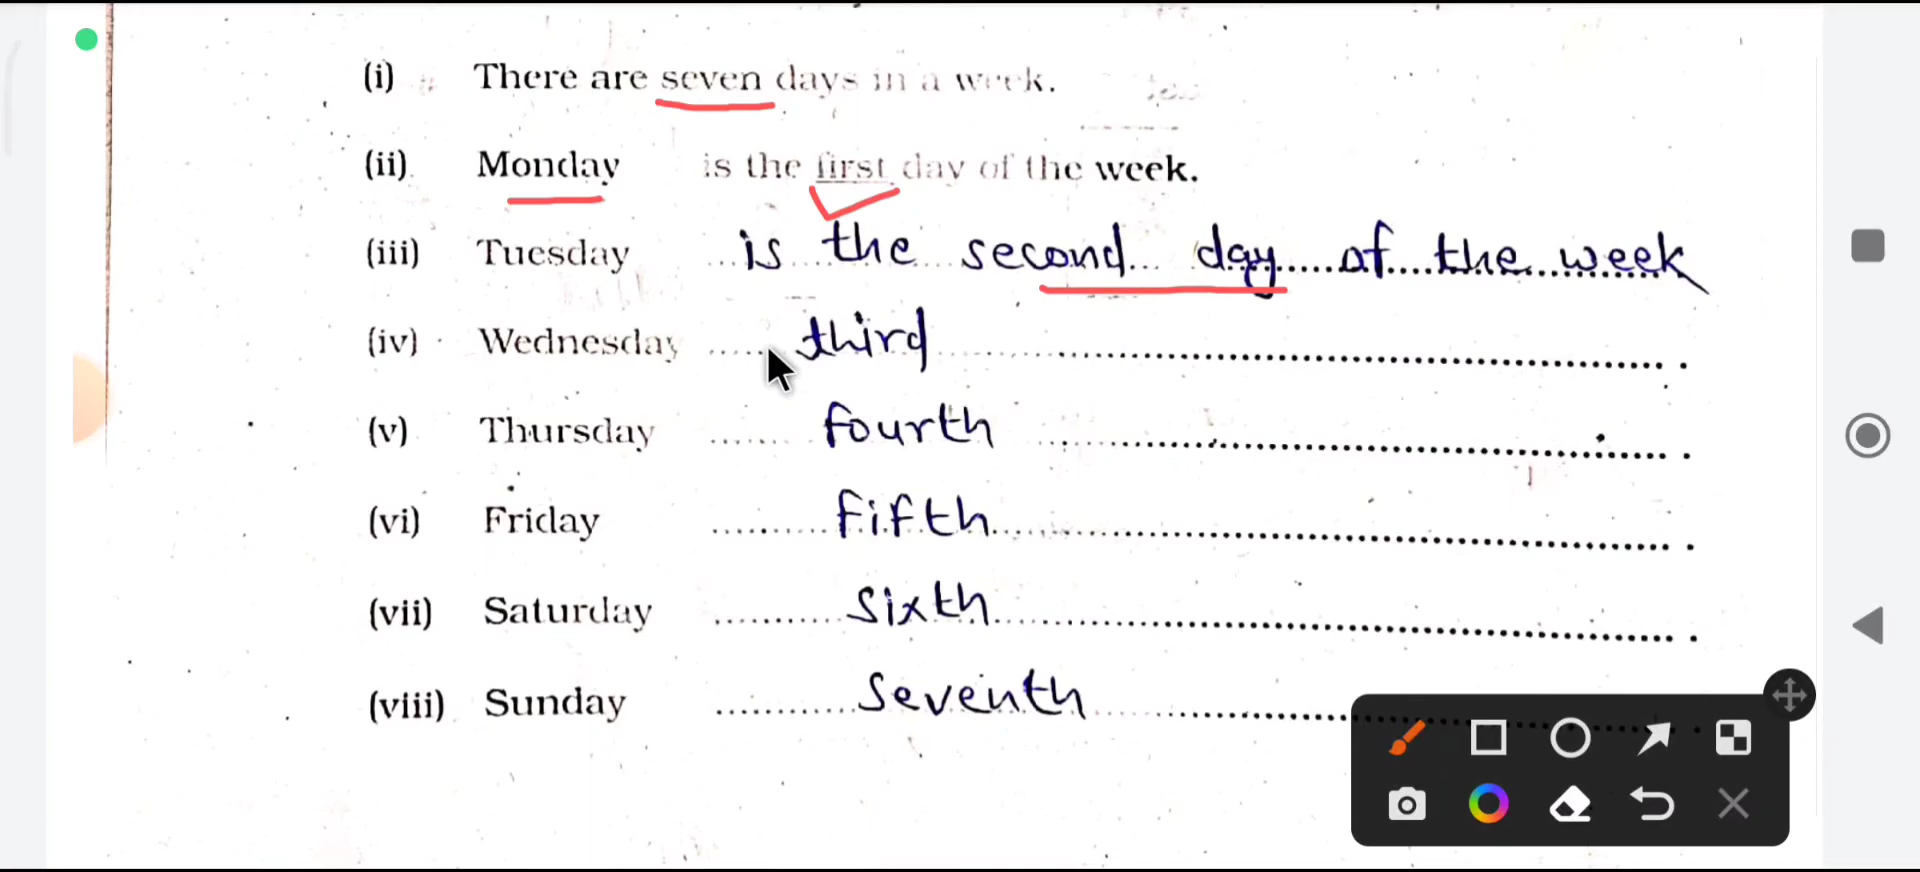 (i) There are seven days in a week.
(ii) Monday is the first day of the week.
(iii) Tuesday is the second day of the week
(iv) Wednesday third
(v) Thursday fourth
(vi) Friday fifth
(vii) Saturday sixth
(viii) Sunday seventh